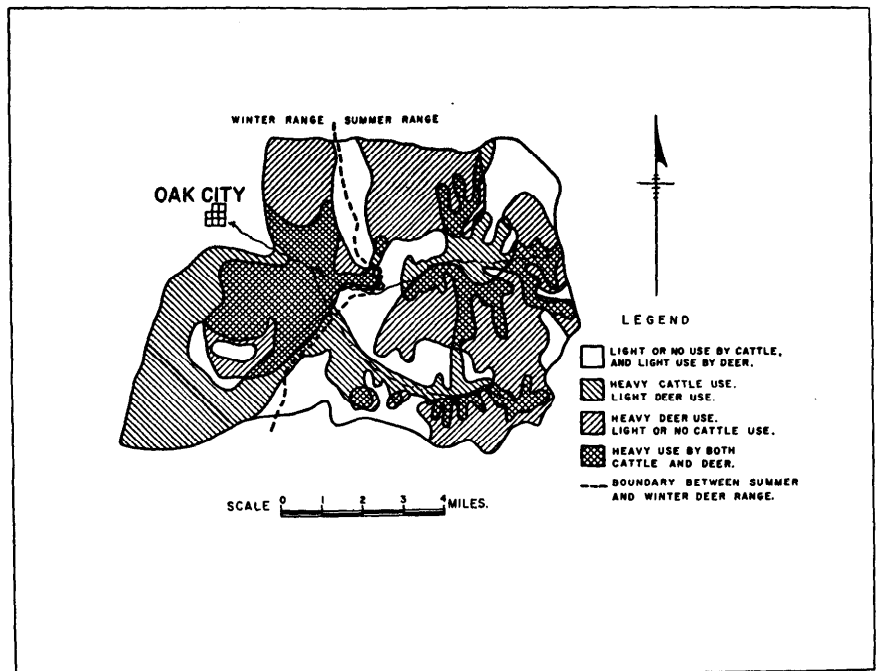 WINTER RANGE SUMMER RANGE
OAK CITY
LEGEND
LIGHT OR NO USE BY CATTLE,
AND LIGHT USE BY DEER.
HEAVY CATTLE USE.
LIGHT DEER USE.
HEAVY DEER USE.
LIGHT OR NO CATTLE USE.
HEAVY USE BY BOTH
CATTLE AND DEER.
BOUNDARY BETWEEN SUMMER
AND WINTER DEER RANGE.
SCALE 0 1 2 3 4 MILES.